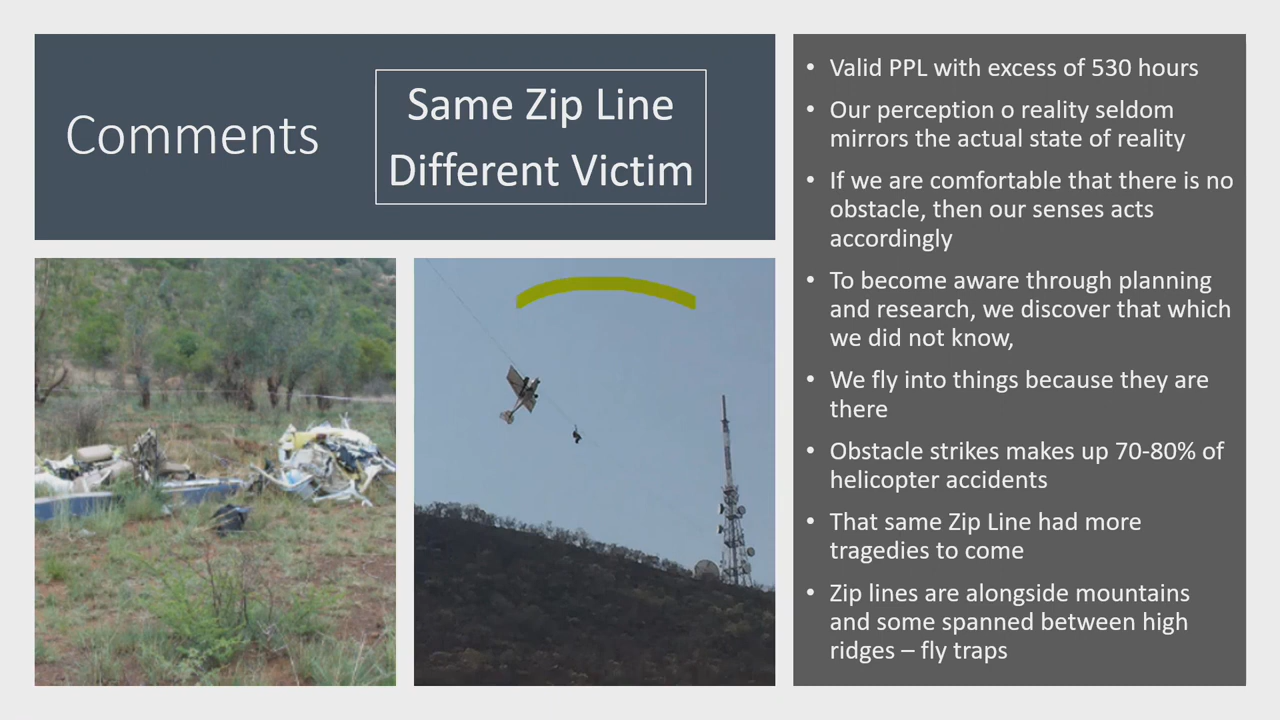 Comments
Same Zip Line
Different Victim
• Valid PPL with excess of 530 hours
• Our perception o reality seldom
mirrors the actual state of reality
• If we are comfortable that there is no
obstacle, then our senses acts
accordingly
• To become aware through planning
and research, we discover that which
we did not know,
• We fly into things because they are
there
• Obstacle strikes makes up 70-80% of
helicopter accidents
• That same Zip Line had more
tragedies to come
• Zip lines are alongside mountains
and some spanned between high
ridges – fly traps